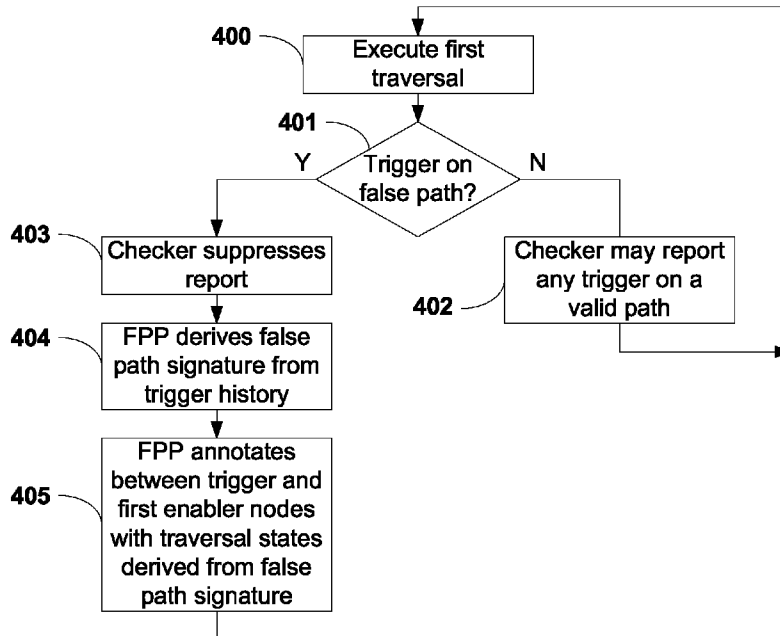 400
Execute first
traversal
401
Y
Trigger on
false path?
N
403
Checker suppresses
report
Checker may report
any trigger on a
valid path
402
404
FPP derives false
path signature from
trigger history
405
FPP annotates
between trigger and
first enabler nodes
with traversal states
derived from false
path signature